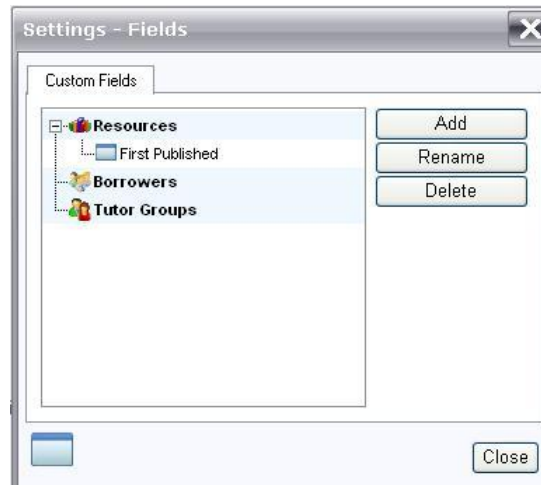 Settings - Fields
Custom Fields
Resources
First Published
Borrowers
Tutor Groups
Add
Rename
Delete
Close